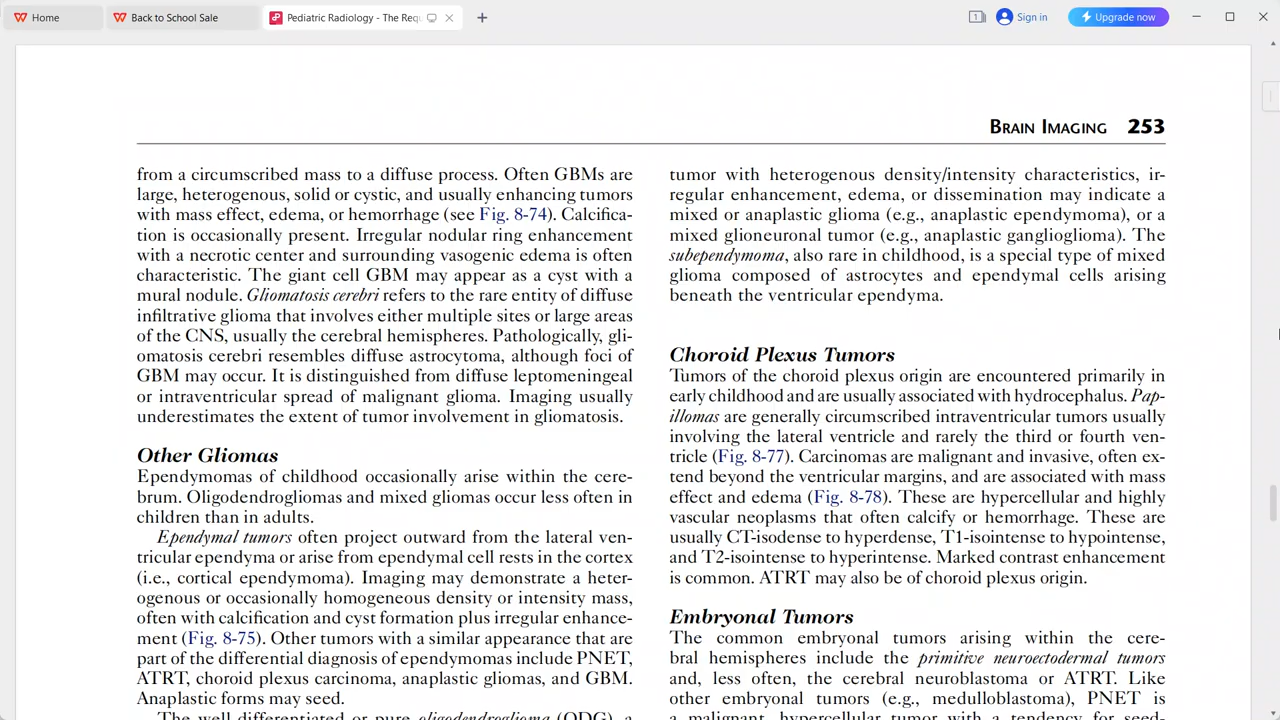 Home
Back to School Sale
Pediatric Radiology - The Requ
1
Sign in
Upgrade now
BRAIN IMAGING 253
from a circumscribed mass to a diffuse process. Often GBMs are
large, heterogenous, solid or cystic, and usually enhancing tumors
with mass effect, edema, or hemorrhage (see Fig. 8-74). Calcifica-
tion is occasionally present. Irregular nodular ring enhancement
with a necrotic center and surrounding vasogenic edema is often
characteristic. The giant cell GBM may appear as a cyst with a
mural nodule. Gliomatosis cerebri refers to the rare entity of diffuse
infiltrative glioma that involves either multiple sites or large areas
of the CNS, usually the cerebral hemispheres. Pathologically, gli-
omatosis cerebri resembles diffuse astrocytoma, although foci of
GBM may occur. It is distinguished from diffuse leptomeningeal
or intraventricular spread of malignant glioma. Imaging usually
underestimates the extent of tumor involvement in gliomatosis.
Other Gliomas
Ependymomas of childhood occasionally arise within the cere-
brum. Oligodendrogliomas and mixed gliomas occur less often in
children than in adults.
Ependymal tumors often project outward from the lateral ven-
tricular ependyma or arise from ependymal cell rests in the cortex
(i.e., cortical ependymoma). Imaging may demonstrate a heter-
ogenous or occasionally homogeneous density or intensity mass,
often with calcification and cyst formation plus irregular enhance-
ment (Fig. 8-75). Other tumors with a similar appearance that are
part of the differential diagnosis of ependymomas include PNET,
ATRT, choroid plexus carcinoma, anaplastic gliomas, and GBM.
Anaplastic forms may seed.
The well differentiated or pure oligodendroglioma (ODG), a
tumor with heterogenous density/intensity characteristics, ir-
regular enhancement, edema, or dissemination may indicate a
mixed or anaplastic glioma (e.g., anaplastic ependymoma), or a
mixed glioneuronal tumor (e.g., anaplastic ganglioglioma). The
subependymoma, also rare in childhood, is a special type of mixed
glioma composed of astrocytes and ependymal cells arising
beneath the ventricular ependyma.
Choroid Plexus Tumors
Tumors of the choroid plexus origin are encountered primarily in
early childhood and are usually associated with hydrocephalus. Pap-
illomas are generally circumscribed intraventricular tumors usually
involving the lateral ventricle and rarely the third or fourth ven-
tricle (Fig. 8-77). Carcinomas are malignant and invasive, often ex-
tend beyond the ventricular margins, and are associated with mass
effect and edema (Fig. 8-78). These are hypercellular and highly
vascular neoplasms that often calcify or hemorrhage. These are
usually CT-isodense to hyperdense, T1-isointense to hypointense,
and T2-isointense to hyperintense. Marked contrast enhancement
is common. ATRT may also be of choroid plexus origin.
Embryonal Tumors
The common embryonal tumors arising within the cere-
bral hemispheres include the primitive neuroectodermal tumors
and, less often, the cerebral neuroblastoma or ATRT. Like
other embryonal tumors (e.g., medulloblastoma), PNET is
a malignant, hypercellular tumor with a tendency for seed-